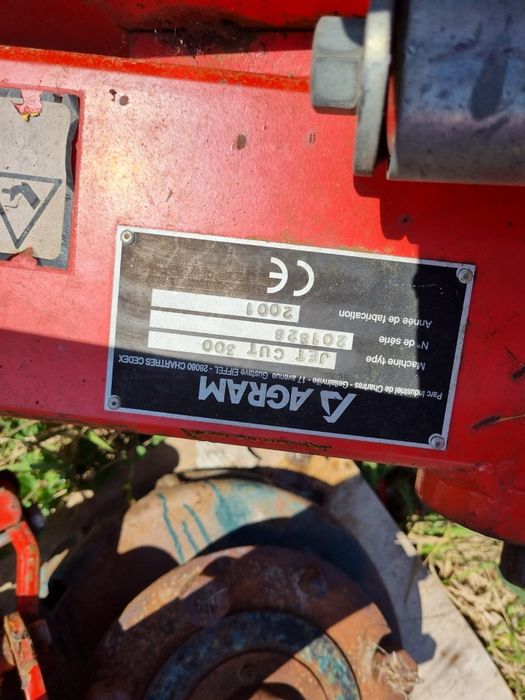 AGRAM
Parc Industriel de Chartres - Gellainville - 17 avenue Gustave EIFFEL - 28080 CHARTRES CEDEX
Machine type JET CUT 300
N° de série 201828
Année de fabrication 2001
CE